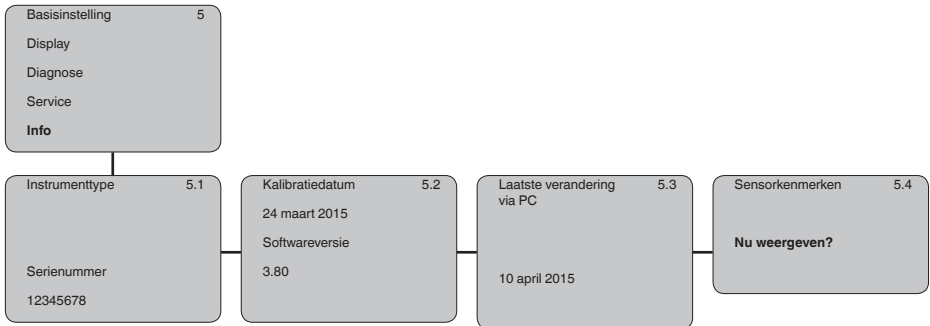 Basisinstelling 5
Display
Diagnose
Service
Info
Instrumenttype 5.1
Serienummer
12345678
Kalibratiedatum 5.2
24 maart 2015
Softwareversie
3.80
Laatste verandering 5.3
via PC
10 april 2015
Sensorkenmerken 5.4
Nu weergeven?